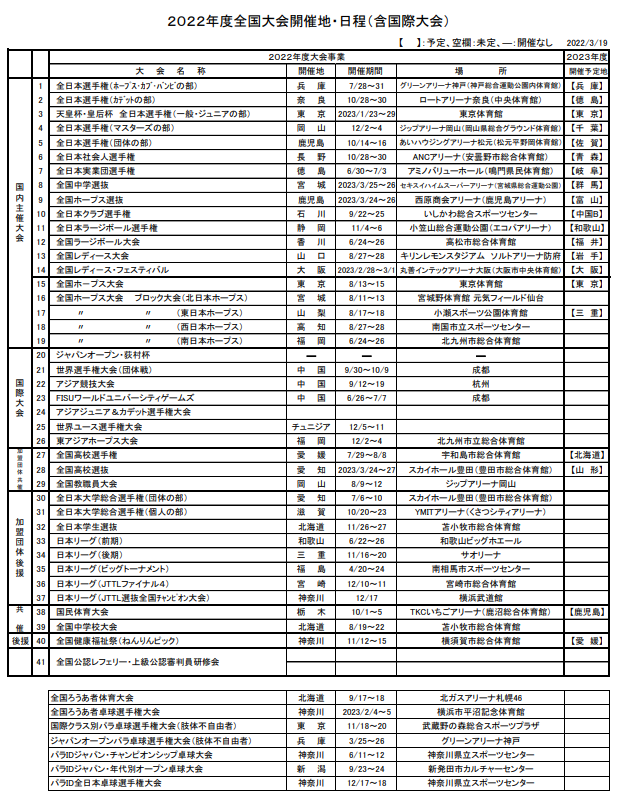 2022年度全国大会開催地・日程(含国際大会)
【 】:予定、空欄:未定、―:開催なし 2022/3/19
2022年度大会事業 2023年度
大会名称 開催地 開催期間 場所 開催予定地
国内主催大会
1 全日本選手権(ホープス・カブ・バンビの部) 兵庫 7/28~31 グリーンアリーナ神戸(神戸総合運動公園内体育館) 【兵庫】
2 全日本選手権(カデットの部) 奈良 10/28~30 ロートアリーナ奈良(中央体育館) 【徳島】
3 天皇杯・皇后杯 全日本選手権(一般・ジュニアの部) 東京 2023/1/23~29 東京体育館 【東京】
4 全日本選手権(マスターズの部) 岡山 12/2~4 ジップアリーナ岡山(岡山県総合グラウンド体育館) 【千葉】
5 全日本選手権(団体の部) 鹿児島 10/14~16 あいハウジングアリーナ松元(松元平野岡体育館) 【佐賀】
6 全日本社会人選手権 長野 10/28~30 ANCアリーナ(安曇野市総合体育館) 【青森】
7 全日本実業団選手権 徳島 6/30~7/3 アミノバリューホール(鳴門県民体育館) 【岐阜】
8 全国中学選抜 宮城 2023/3/25~26 セキスイハイムスーパーアリーナ(宮城県総合運動公園) 【群馬】
9 全国ホープス選抜 鹿児島 2023/3/24~26 西原商会アリーナ(鹿児島アリーナ) 【富山】
10 全日本クラブ選手権 石川 9/22~25 いしかわ総合スポーツセンター 【中国B】
11 全日本ラージボール選手権 静岡 11/4~6 小笠山総合運動公園(エコパアリーナ) 【和歌山】
12 全国ラージボール大会 香川 6/24~26 高松市総合体育館 【福井】
13 全国レディース大会 山口 8/27~28 キリンレモンスタジアム ソルトアリーナ防府 【岩手】
14 全国レディース・フェスティバル 大阪 2023/2/28~3/1 丸善インテックアリーナ大阪(大阪市中央体育館) 【大阪】
15 全国ホープス大会 東京 8/13~15 東京体育館 【東京】
16 全国ホープス大会 ブロック大会(北日本ホープス) 宮城 8/11~13 宮城野体育館 元気フィールド仙台
17 〃 〃 (東日本ホープス) 山梨 8/17~18 小瀬スポーツ公園体育館 【三重】
18 〃 〃 (西日本ホープス) 高知 8/27~28 南国市立スポーツセンター
19 〃 〃 (南日本ホープス) 福岡 6/24~26 北九州市総合体育館
国際大会
20 ジャパンオープン・荻村杯 ― ― ―
21 世界選手権大会(団体戦) 中国 9/30~10/9 成都
22 アジア競技大会 中国 9/12~19 杭州
23 FISUワールドユニバーシティゲームズ 中国 6/26~7/7 成都
24 アジアジュニア&カデット選手権大会
25 世界ユース選手権大会 チュニジア 12/5~11
26 東アジアホープス大会 福岡 12/2~4 北九州市立総合体育館
加盟団体共催
27 全国高校選手権 愛媛 7/29~8/8 宇和島市総合体育館 【北海道】
28 全国高校選抜 愛知 2023/3/24~27 スカイホール豊田(豊田市総合体育館) 【山形】
29 全国教職員大会 岡山 8/9~12 ジップアリーナ岡山
加盟団体後援
30 全日本大学総合選手権(団体の部) 愛知 7/6~10 スカイホール豊田(豊田市総合体育館)
31 全日本大学総合選手権(個人の部) 滋賀 10/20~23 YMITアリーナ(くさつシティアリーナ)
32 全日本学生選抜 北海道 11/26~27 苫小牧市総合体育館
33 日本リーグ(前期) 和歌山 6/22~26 和歌山ビッグホエール
34 日本リーグ(後期) 三重 11/16~20 サオリーナ
35 日本リーグ(ビッグトーナメント) 福島 4/20~24 南相馬市スポーツセンター
36 日本リーグ(JTTLファイナル4) 宮崎 12/10~11 宮崎市総合体育館
37 日本リーグ(JTTL選抜全国チャンピオン大会) 神奈川 12/17 横浜武道館
共催
38 国民体育大会 栃木 10/1~5 TKCいちごアリーナ(鹿沼総合体育館) 【鹿児島】
39 全国中学校大会 北海道 8/19~22 苫小牧市総合体育館
後援 40 全国健康福祉祭(ねんりんピック) 神奈川 11/12~15 横須賀市総合体育館 【愛媛】
41 全国公認レフェリー・上級公認審判員研修会
全国ろうあ者体育大会 北海道 9/17~18 北ガスアリーナ札幌46
全国ろうあ者卓球選手権大会 神奈川 2023/2/4~5 横浜市平沼記念体育館
国際クラス別パラ卓球選手権大会(肢体不自由者) 東京 11/18~20 武蔵野の森総合スポーツプラザ
ジャパンオープンパラ卓球選手権大会(肢体不自由者) 兵庫 3/25~26 グリーンアリーナ神戸
パラIDジャパン・チャンピオンシップ卓球大会 神奈川 6/11~12 神奈川県立スポーツセンター
パラIDジャパン・年代別オープン卓球大会 新潟 9/23~24 新発田市カルチャーセンター
パラID全日本卓球選手権大会 神奈川 12/17~18 神奈川県立スポーツセンター